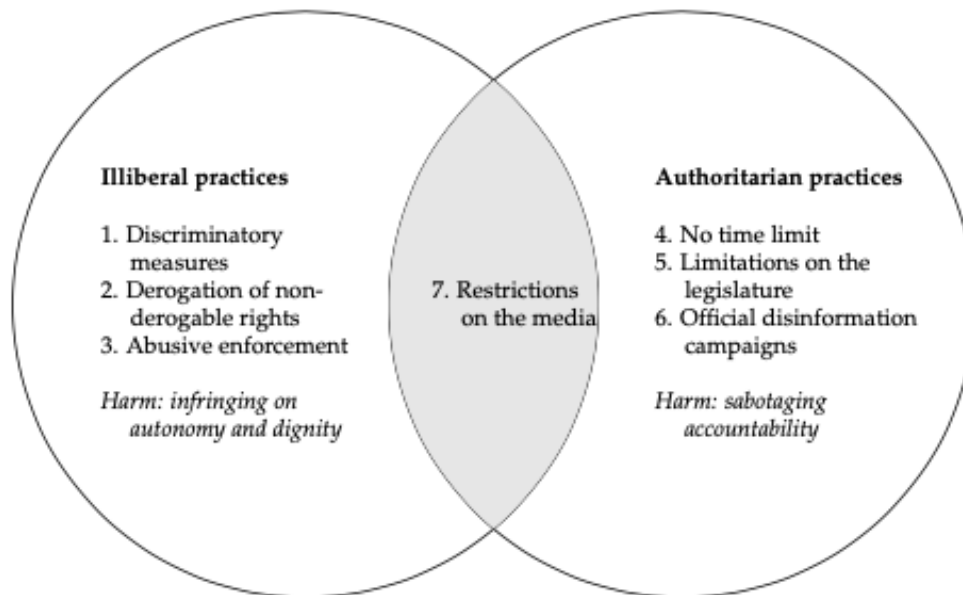 Illiberal practices
1. Discriminatory
measures
2. Derogation of non-
derogable rights
3. Abusive enforcement
Harm: infringing on
autonomy and dignity
7. Restrictions
on the media
Authoritarian practices
4. No time limit
5. Limitations on the
legislature
6. Official disinformation
campaigns
Harm: sabotaging
accountability